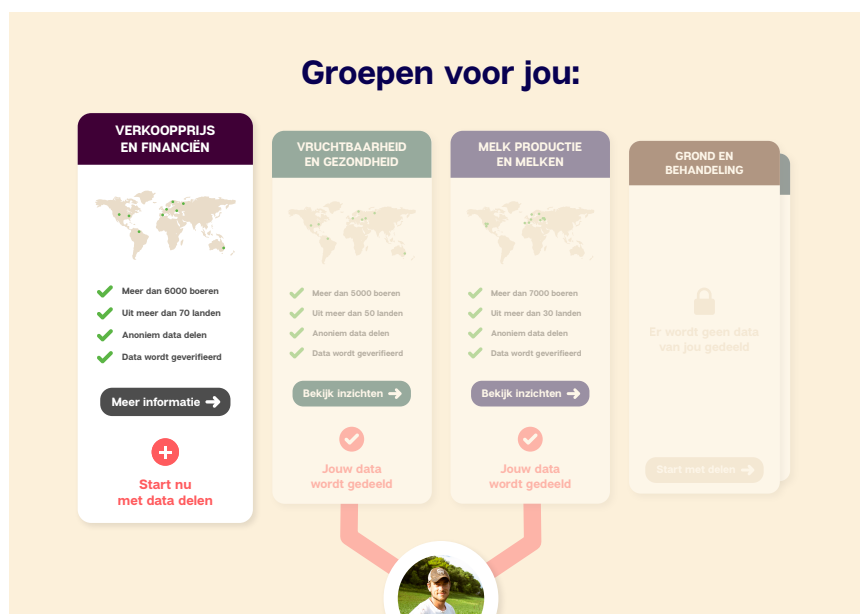 Groepen voor jou:
VERKOOPPRIJS
EN FINANCIËN
Meer dan 6000 boeren
Uit meer dan 70 landen
Anoniem data delen
Data wordt geverifieerd
Meer informatie
Start nu
met data delen
VRUCHTBAARHEID
EN GEZONDHEID
Meer dan 5000 boeren
Uit meer dan 50 landen
Anoniem data delen
Data wordt geverifieerd
Bekijk inzichten
Jouw data
wordt gedeeld
MELK PRODUCTIE
EN MELKEN
Meer dan 7000 boeren
Uit meer dan 30 landen
Anoniem data delen
Data wordt geverifieerd
Bekijk inzichten
Jouw data
wordt gedeeld
GROND EN
BEHANDELING
Er wordt geen data
van jou gedeeld
Start met delen